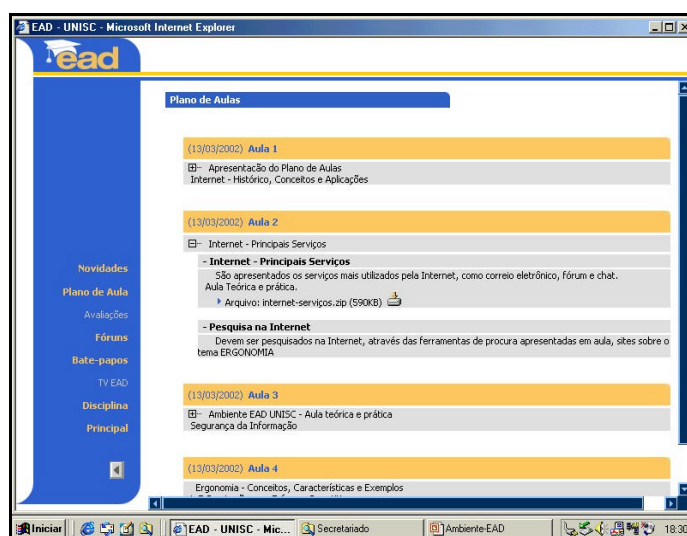 EAD - UNISC - Microsoft Internet Explorer
ead
Plano de Aulas
(13/03/2002) Aula 1
Apresentacão do Plano de Aulas
Internet - Histórico, Conceitos e Aplicações
(13/03/2002) Aula 2
Internet - Principais Serviços
- Internet - Principais Serviços
São apresentados os serviços mais utilizados pela Internet, como correio eletrônico, fórum e chat.
Aula Teórica e prática.
Arquivo: internet-serviços.zip (590KB)
- Pesquisa na Internet
Devem ser pesquisados na Internet, através das ferramentas de procura apresentadas em aula, sites sobre o
tema ERGONOMIA
(13/03/2002) Aula 3
Ambiente EAD UNISC - Aula teórica e prática
Segurança da Informação
(13/03/2002) Aula 4
Ergonomia - Conceitos, Características e Exemplos
Novidades
Plano de Aula
Avaliações
Fóruns
Bate-papos
TV EAD
Disciplina
Principal
Iniciar
EAD - UNISC - Mic...
Secretariado
Ambiente-EAD
18:30